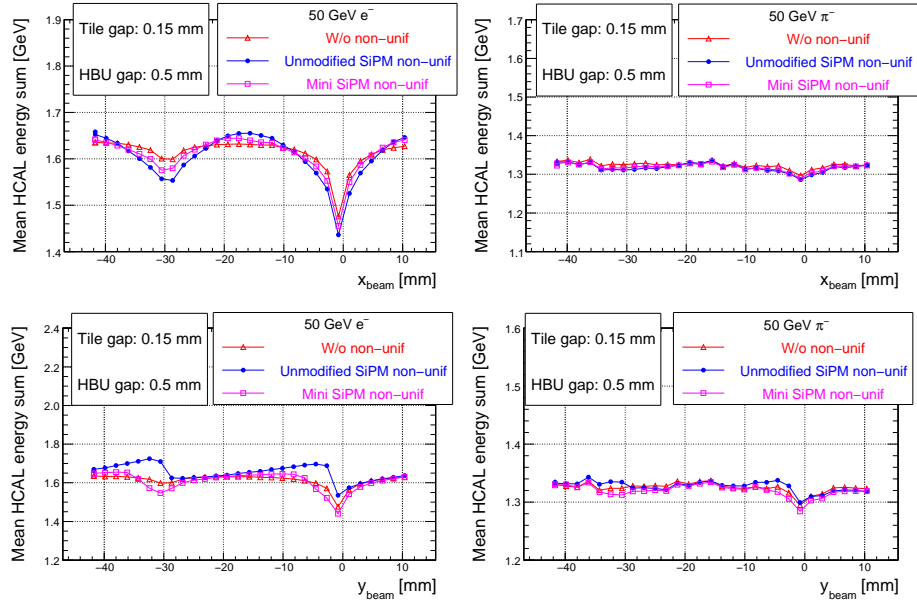 Mean HCAL energy sum [GeV]
1.9
1.8
1.7
1.6
1.5
1.4
Tile gap: 0.15 mm
HBU gap: 0.5 mm
50 GeV e⁻
W/o non−unif
Unmodified SiPM non−unif
Mini SiPM non−unif
−40 −30 −20 −10 0 10
x_beam [mm]
Mean HCAL energy sum [GeV]
1.7
1.6
1.5
1.4
1.3
1.2
1.1
Tile gap: 0.15 mm
HBU gap: 0.5 mm
50 GeV π⁻
W/o non−unif
Unmodified SiPM non−unif
Mini SiPM non−unif
−40 −30 −20 −10 0 10
x_beam [mm]
Mean HCAL energy sum [GeV]
2.4
2.2
2.0
1.8
1.6
1.4
1.2
Tile gap: 0.15 mm
HBU gap: 0.5 mm
50 GeV e⁻
W/o non−unif
Unmodified SiPM non−unif
Mini SiPM non−unif
−40 −30 −20 −10 0 10
y_beam [mm]
Mean HCAL energy sum [GeV]
1.6
1.5
1.4
1.3
1.2
Tile gap: 0.15 mm
HBU gap: 0.5 mm
50 GeV π⁻
W/o non−unif
Unmodified SiPM non−unif
Mini SiPM non−unif
−40 −30 −20 −10 0 10
y_beam [mm]